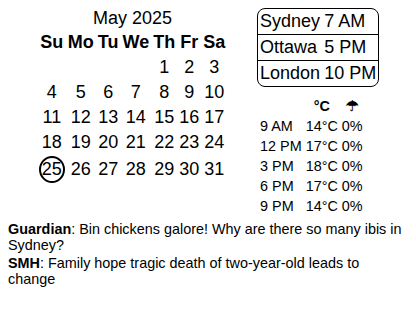 May 2025
Su Mo Tu We Th Fr Sa
1 2 3
4 5 6 7 8 9 10
11 12 13 14 15 16 17
18 19 20 21 22 23 24
25 26 27 28 29 30 31
Sydney 7 AM
Ottawa 5 PM
London 10 PM
°C ☂
9 AM 14°C 0%
12 PM 17°C 0%
3 PM 18°C 0%
6 PM 17°C 0%
9 PM 14°C 0%
Guardian: Bin chickens galore! Why are there so many ibis in
Sydney?
SMH: Family hope tragic death of two-year-old leads to
change